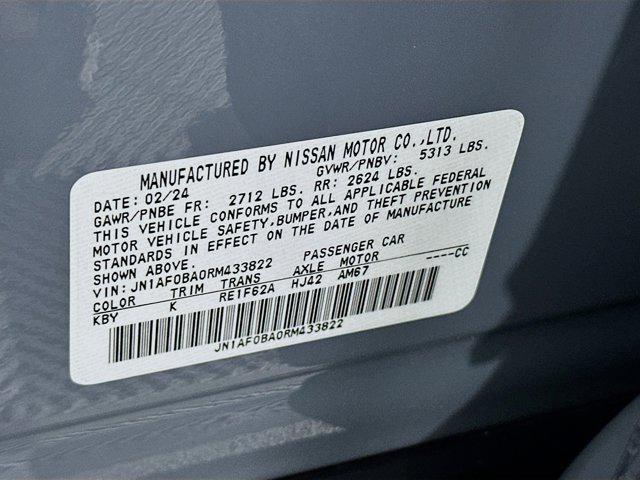 MANUFACTURED BY NISSAN MOTOR CO.,LTD.
DATE: 02/24 GVWR/PNBV: 5313 LBS.
GAWR/PNBE FR: 2712 LBS. RR: 2624 LBS.
THIS VEHICLE CONFORMS TO ALL APPLICABLE FEDERAL
MOTOR VEHICLE SAFETY,BUMPER,AND THEFT PREVENTION
STANDARDS IN EFFECT ON THE DATE OF MANUFACTURE
SHOWN ABOVE.
VIN: JN1AF0BA0RM433822 PASSENGER CAR
COLOR TRIM TRANS AXLE MOTOR
KBY K RE1F62A HJ42 AM67 ----CC
JN1AF0BA0RM433822